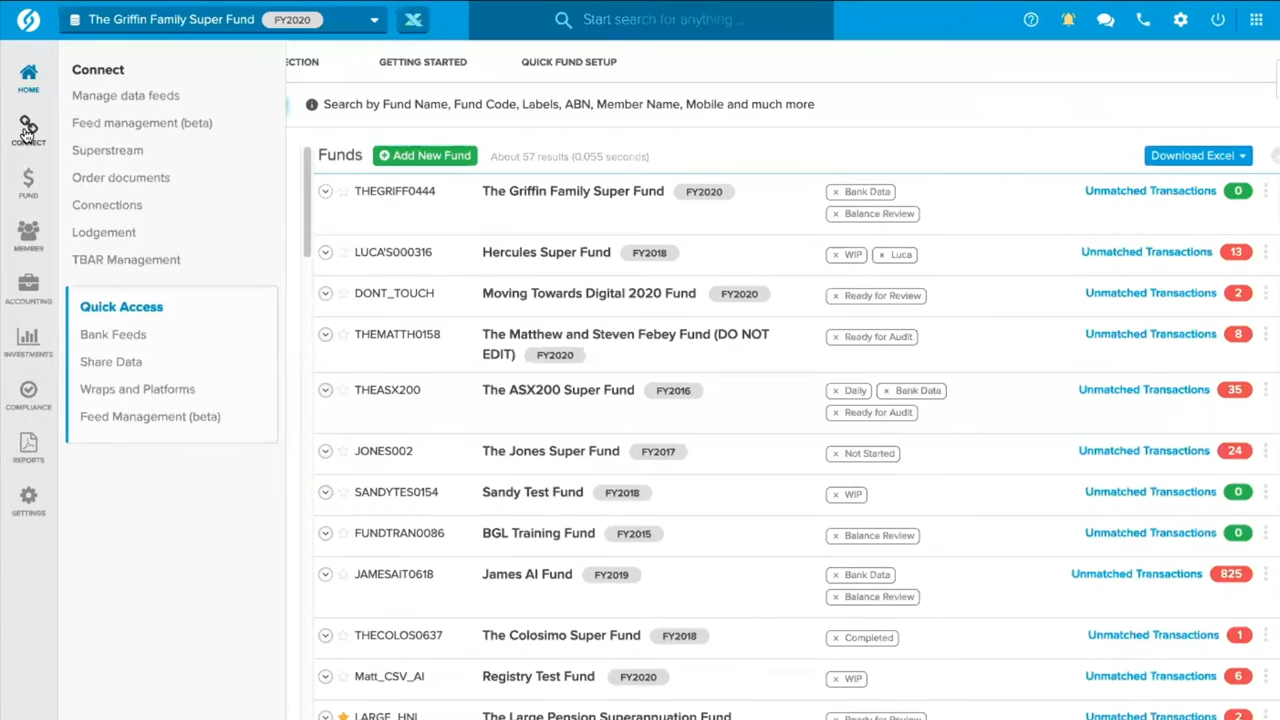 The Griffin Family Super Fund FY2020
Start search for anything ...
HOME
CONNECT
FUND
MEMBER
ACCOUNTING
INVESTMENTS
COMPLIANCE
REPORTS
SETTINGS
Connect
Manage data feeds
Feed management (beta)
Superstream
Order documents
Connections
Lodgement
TBAR Management
Quick Access
Bank Feeds
Share Data
Wraps and Platforms
Feed Management (beta)
ECTION GETTING STARTED QUICK FUND SETUP
Search by Fund Name, Fund Code, Labels, ABN, Member Name, Mobile and much more
Funds Add New Fund About 57 results (0.055 seconds) Download Excel
THEGRIFF0444 The Griffin Family Super Fund FY2020 × Bank Data Unmatched Transactions 0
× Balance Review
LUCA'S000316 Hercules Super Fund FY2018 × WIP × Luca Unmatched Transactions 13
DONT_TOUCH Moving Towards Digital 2020 Fund FY2020 × Ready for Review Unmatched Transactions 2
THEMATTH0158 The Matthew and Steven Febey Fund (DO NOT × Ready for Audit Unmatched Transactions 8
EDIT) FY2020
THEASX200 The ASX200 Super Fund FY2016 × Daily × Bank Data Unmatched Transactions 35
× Ready for Audit
JONES002 The Jones Super Fund FY2017 × Not Started Unmatched Transactions 24
SANDYTES0154 Sandy Test Fund FY2018 × WIP Unmatched Transactions 0
FUNDTRAN0086 BGL Training Fund FY2015 × Balance Review Unmatched Transactions 0
JAMESAIT0618 James AI Fund FY2019 × Bank Data Unmatched Transactions 825
× Balance Review
THECOLOS0637 The Colosimo Super Fund FY2018 × Completed Unmatched Transactions 1
Matt_CSV_AI Registry Test Fund FY2020 × WIP Unmatched Transactions 6
LARGE_HNI The Large Pension Superannuation Fund × Ready for Review Unmatched Transactions 2